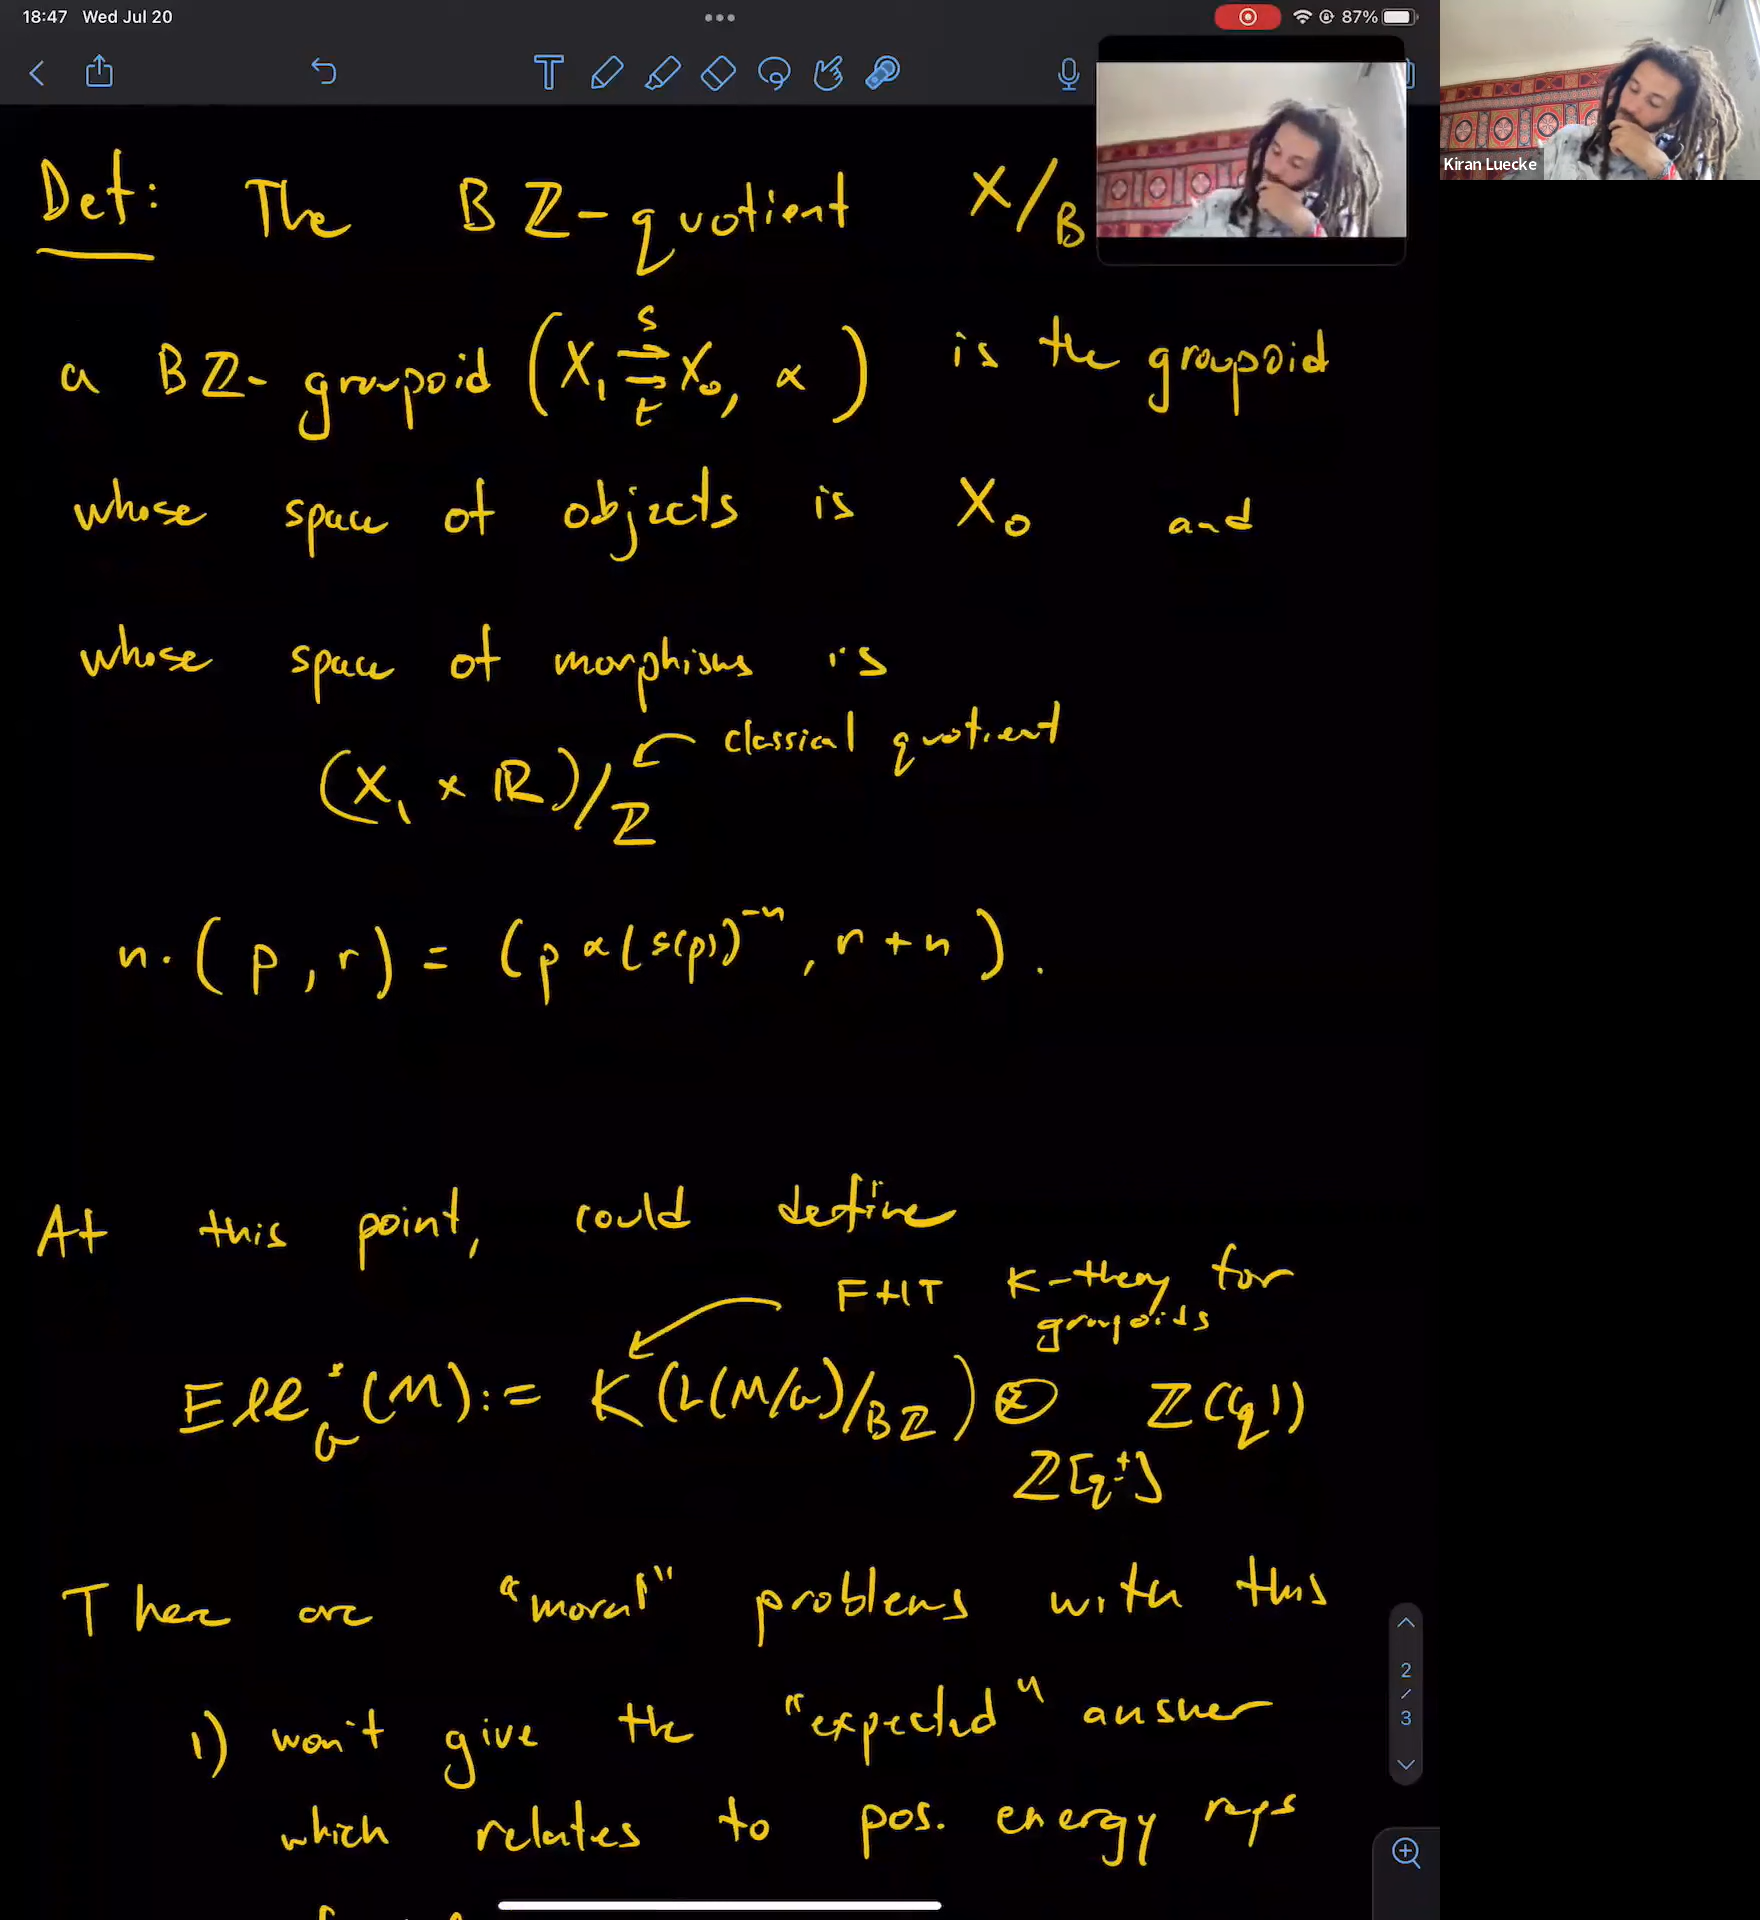 18:47 Wed Jul 20
87%
Kiran Luecke
Def: The Bℤ-quotient X/B
a Bℤ-groupoid (X₁ ⇉ X₀, α) is the groupoid
s
t
whose space of objects is X₀ and
whose space of morphisms is
classical quotient
(X₁ × ℝ)/ℤ
n·(p, r) = (p α(s(p))⁻ⁿ, r + n).
At this point, could define
FHT K-theory for
groupoids
Ell*_G(M) := K(L(M/G)/Bℤ) ⊗ ℤ((q))
ℤ[q^±]
There are "moral" problems with this
1) won't give the "expected" answer
which relates to pos. energy reps
2
/
3